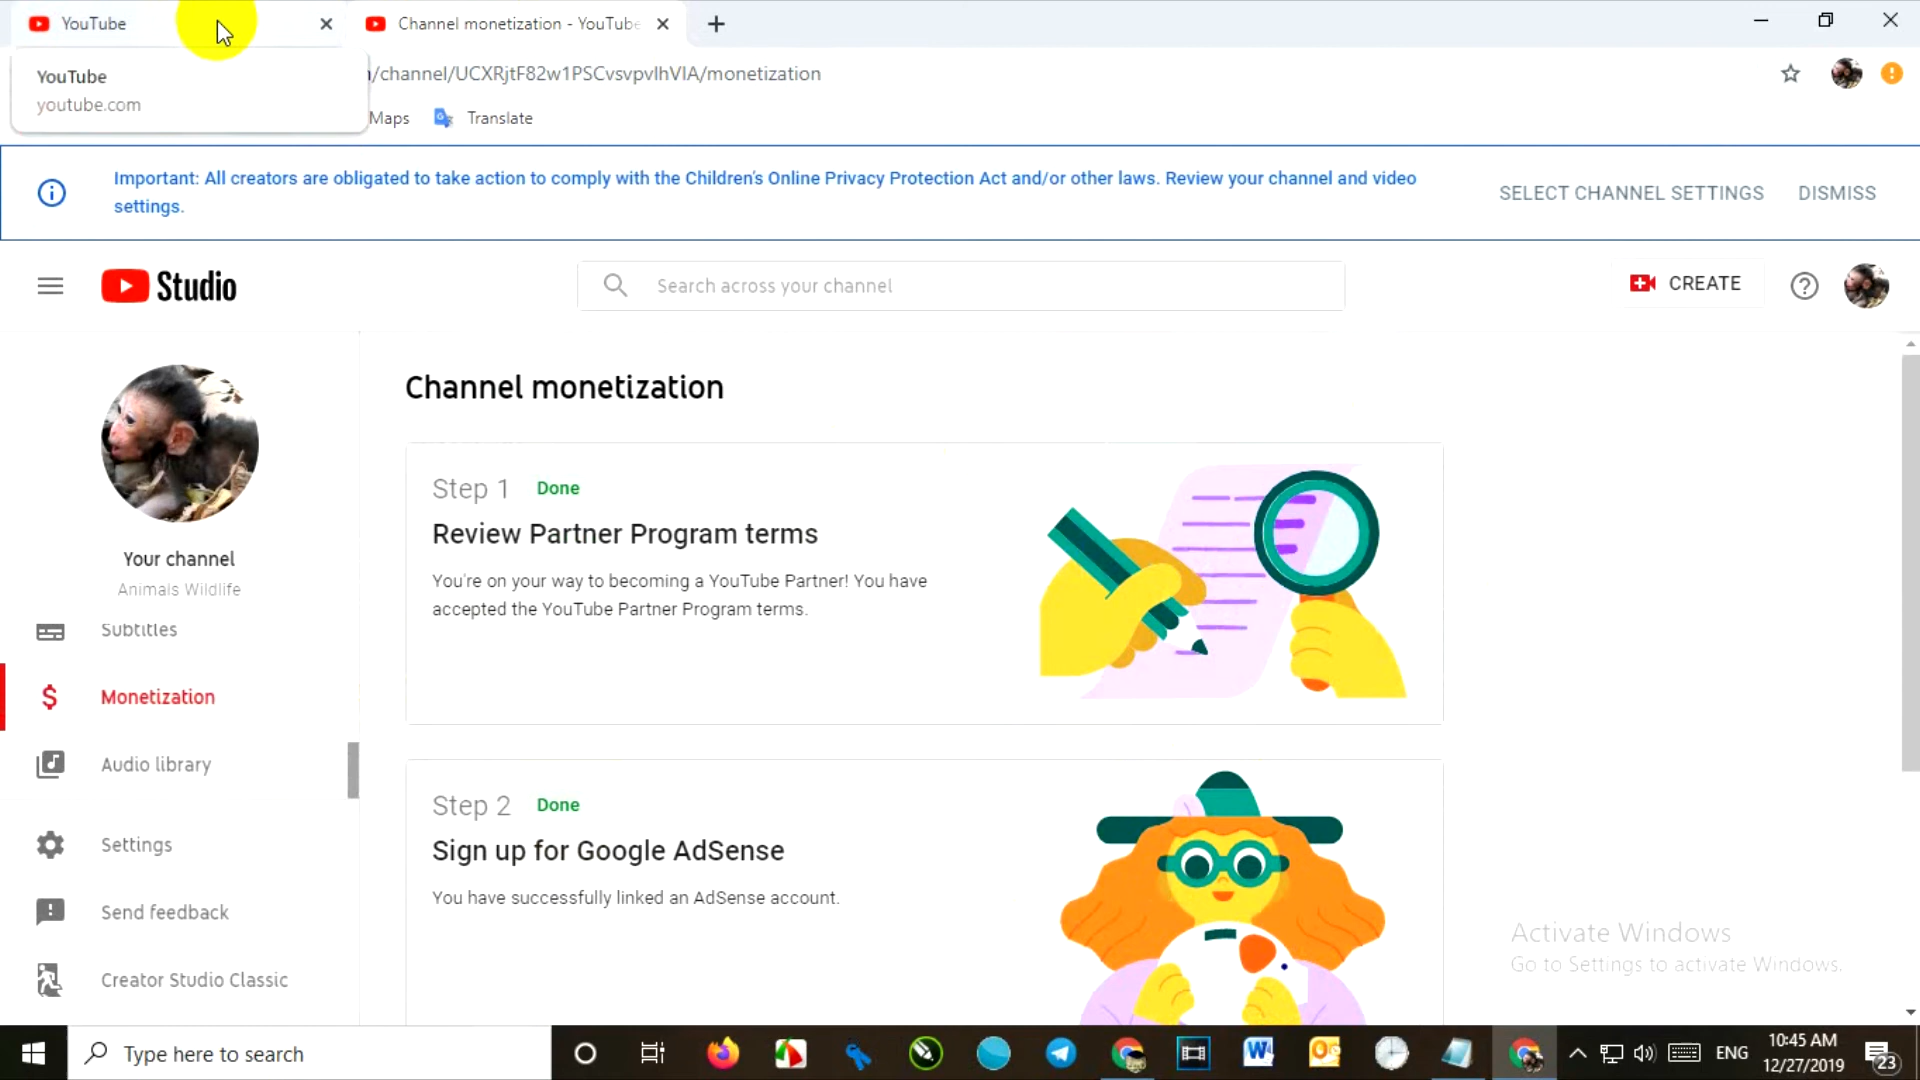 YouTube
Channel monetization - YouTube
YouTube
youtube.com
/channel/UCXRjtF82w1PSCvsvpvIhVIA/monetization
Maps
Translate
Important: All creators are obligated to take action to comply with the Children's Online Privacy Protection Act and/or other laws. Review your channel and video
settings.
SELECT CHANNEL SETTINGS
DISMISS
Studio
Search across your channel
CREATE
Your channel
Animals Wildlife
Subtitles
Monetization
Audio library
Settings
Send feedback
Creator Studio Classic
Channel monetization
Step 1 Done
Review Partner Program terms
You're on your way to becoming a YouTube Partner! You have
accepted the YouTube Partner Program terms.
Step 2 Done
Sign up for Google AdSense
You have successfully linked an AdSense account.
Activate Windows
Go to Settings to activate Windows.
Type here to search
ENG
10:45 AM
12/27/2019
23